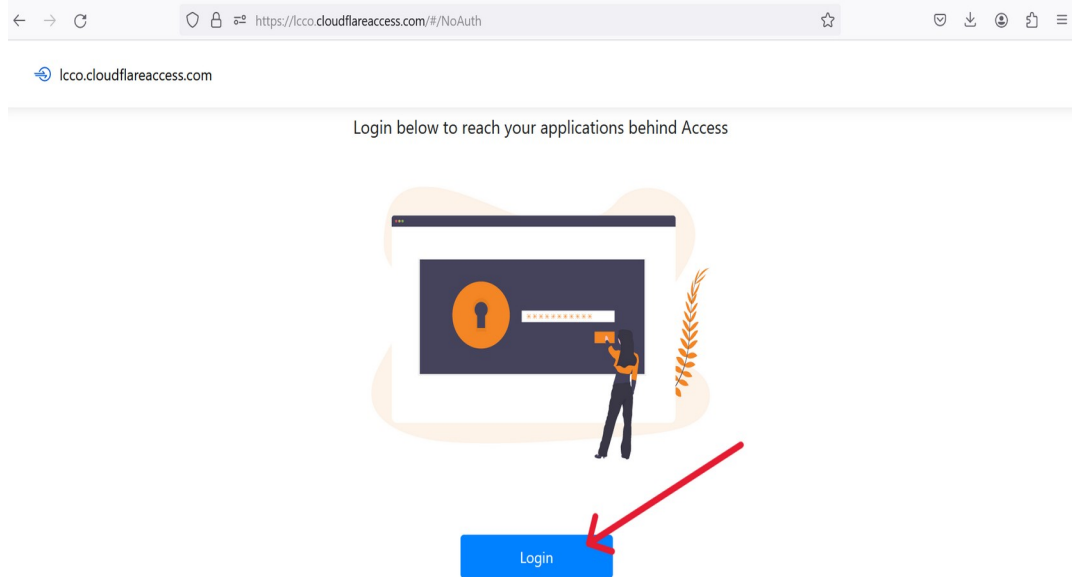 https://lcco.cloudflareaccess.com/#/NoAuth
lcco.cloudflareaccess.com
Login below to reach your applications behind Access
***********
Login